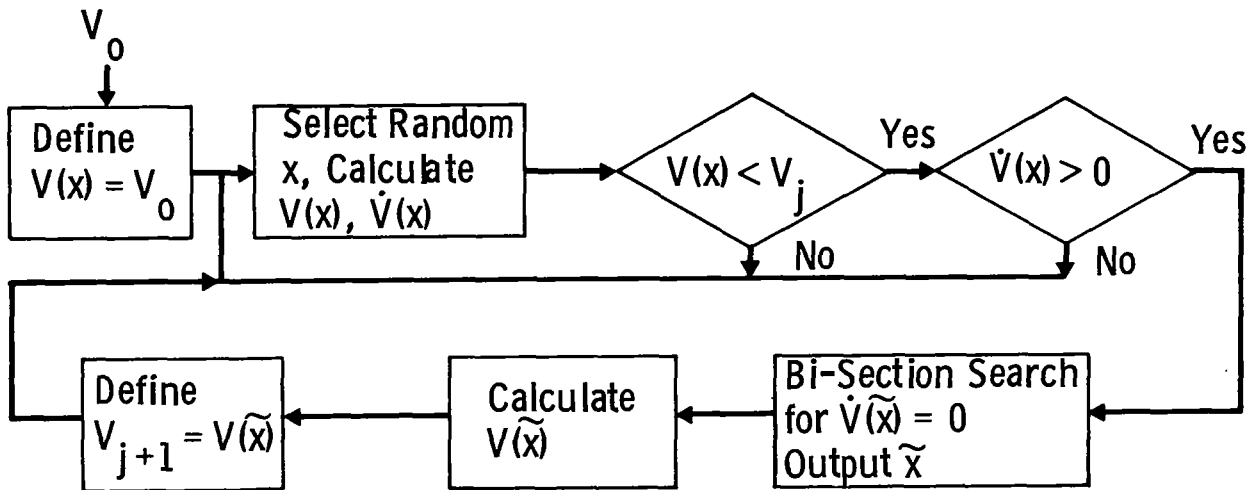 V₀
Define
V(x) = V₀
Select Random
x, Calculate
V(x), V̇(x)
V(x) < Vⱼ
Yes
No
V̇(x) > 0
Yes
No
Bi-Section Search
for V̇(x̃) = 0
Output x̃
Calculate
V(x̃)
Define
Vⱼ₊₁ = V(x̃)